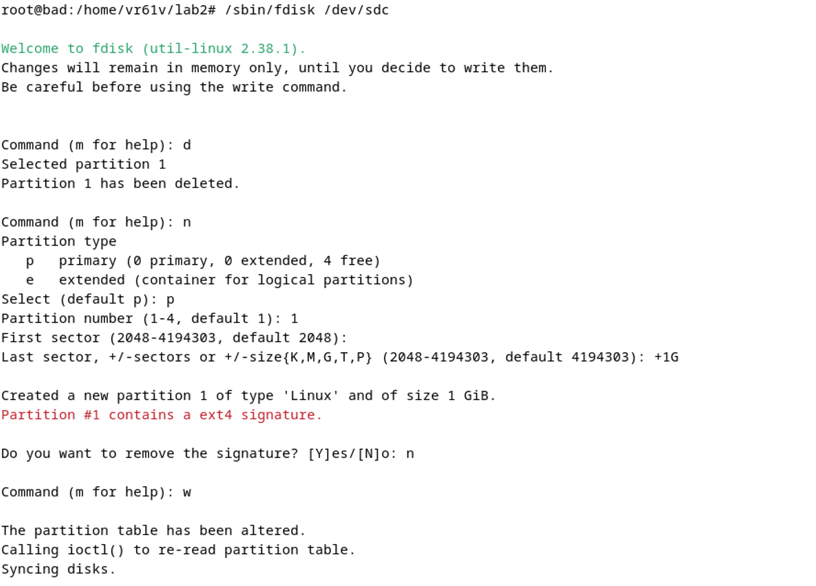 root@bad:/home/vr61v/lab2# /sbin/fdisk /dev/sdc
Welcome to fdisk (util-linux 2.38.1).
Changes will remain in memory only, until you decide to write them.
Be careful before using the write command.
Command (m for help): d
Selected partition 1
Partition 1 has been deleted.
Command (m for help): n
Partition type
   p   primary (0 primary, 0 extended, 4 free)
   e   extended (container for logical partitions)
Select (default p): p
Partition number (1-4, default 1): 1
First sector (2048-4194303, default 2048):
Last sector, +/-sectors or +/-size{K,M,G,T,P} (2048-4194303, default 4194303): +1G
Created a new partition 1 of type 'Linux' and of size 1 GiB.
Partition #1 contains a ext4 signature.
Do you want to remove the signature? [Y]es/[N]o: n
Command (m for help): w
The partition table has been altered.
Calling ioctl() to re-read partition table.
Syncing disks.